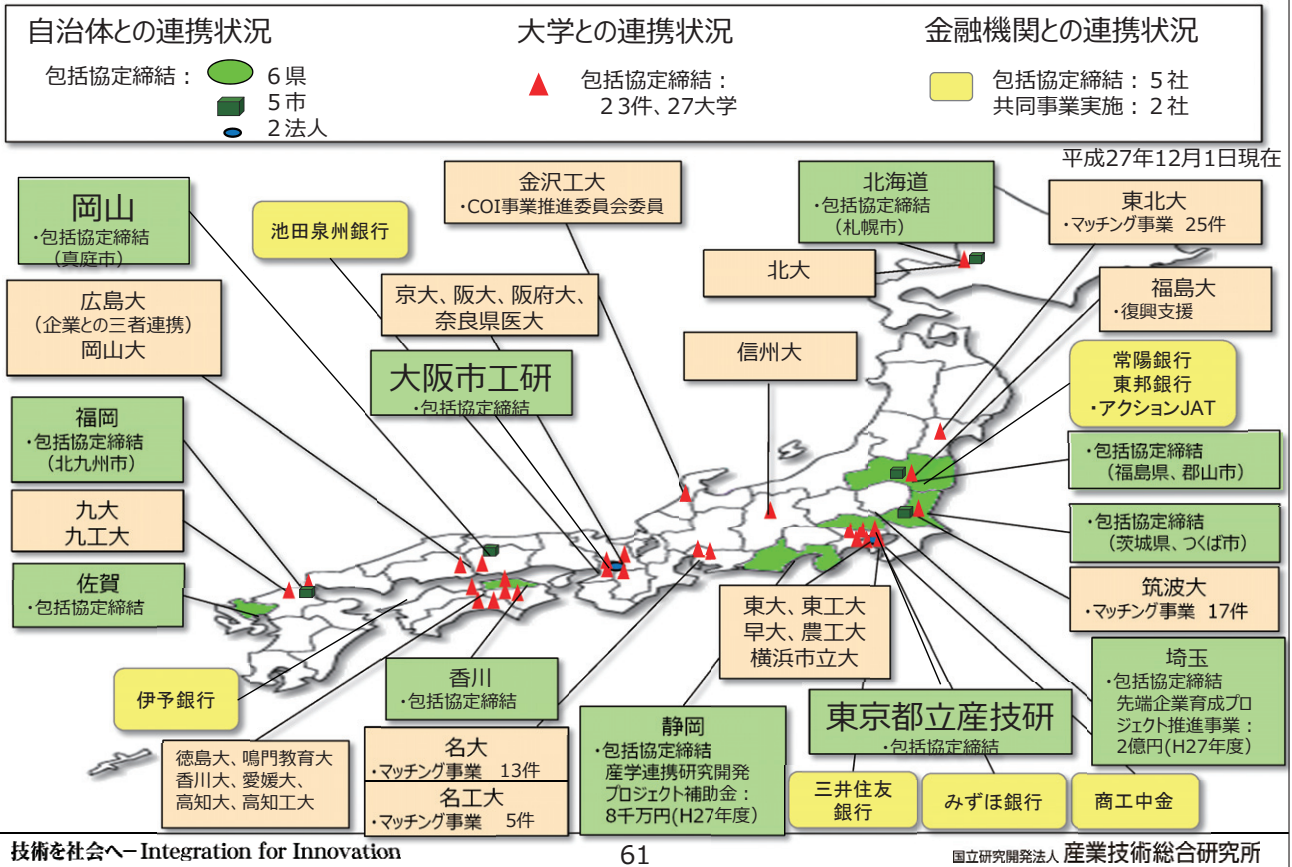 自治体との連携状況
包括協定締結：
6県
5市
2法人
大学との連携状況
包括協定締結：
23件、27大学
金融機関との連携状況
包括協定締結：5社
共同事業実施：2社
平成27年12月1日現在
岡山
・包括協定締結
（真庭市）
池田泉州銀行
金沢工大
・COI事業推進委員会委員
北海道
・包括協定締結
（札幌市）
東北大
・マッチング事業 25件
北大
広島大
（企業との三者連携）
岡山大
京大、阪大、阪府大、
奈良県医大
福島大
・復興支援
信州大
大阪市工研
・包括協定締結
常陽銀行
東邦銀行
・アクションJAT
福岡
・包括協定締結
（北九州市）
・包括協定締結
（福島県、郡山市）
九大
九工大
・包括協定締結
（茨城県、つくば市）
佐賀
・包括協定締結
筑波大
・マッチング事業 17件
東大、東工大
早大、農工大
横浜市立大
埼玉
・包括協定締結
先端企業育成プロ
ジェクト推進事業：
2億円(H27年度)
香川
・包括協定締結
伊予銀行
東京都立産技研
・包括協定締結
静岡
・包括協定締結
産学連携研究開発
プロジェクト補助金：
8千万円(H27年度)
徳島大、鳴門教育大
香川大、愛媛大、
高知大、高知工大
名大
・マッチング事業 13件
名工大
・マッチング事業 5件
三井住友
銀行
みずほ銀行
商工中金
技術を社会へ－Integration for Innovation
61
国立研究開発法人 産業技術総合研究所